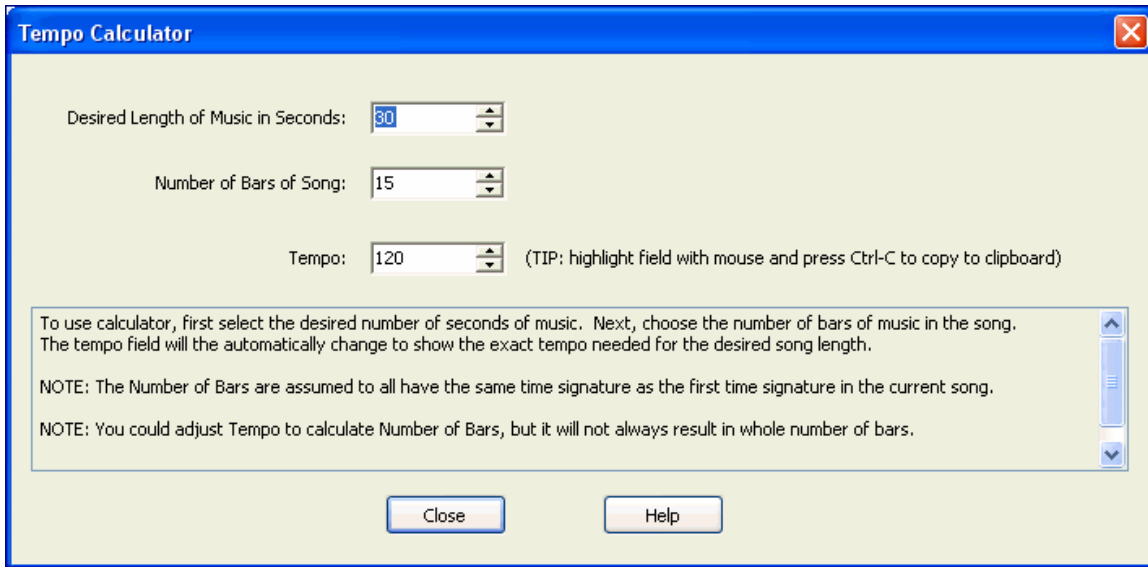 Tempo Calculator
Desired Length of Music in Seconds: 30
Number of Bars of Song: 15
Tempo: 120 (TIP: highlight field with mouse and press Ctrl-C to copy to clipboard)
To use calculator, first select the desired number of seconds of music.  Next, choose the number of bars of music in the song.
The tempo field will the automatically change to show the exact tempo needed for the desired song length.
NOTE: The Number of Bars are assumed to all have the same time signature as the first time signature in the current song.
NOTE: You could adjust Tempo to calculate Number of Bars, but it will not always result in whole number of bars.
Close Help